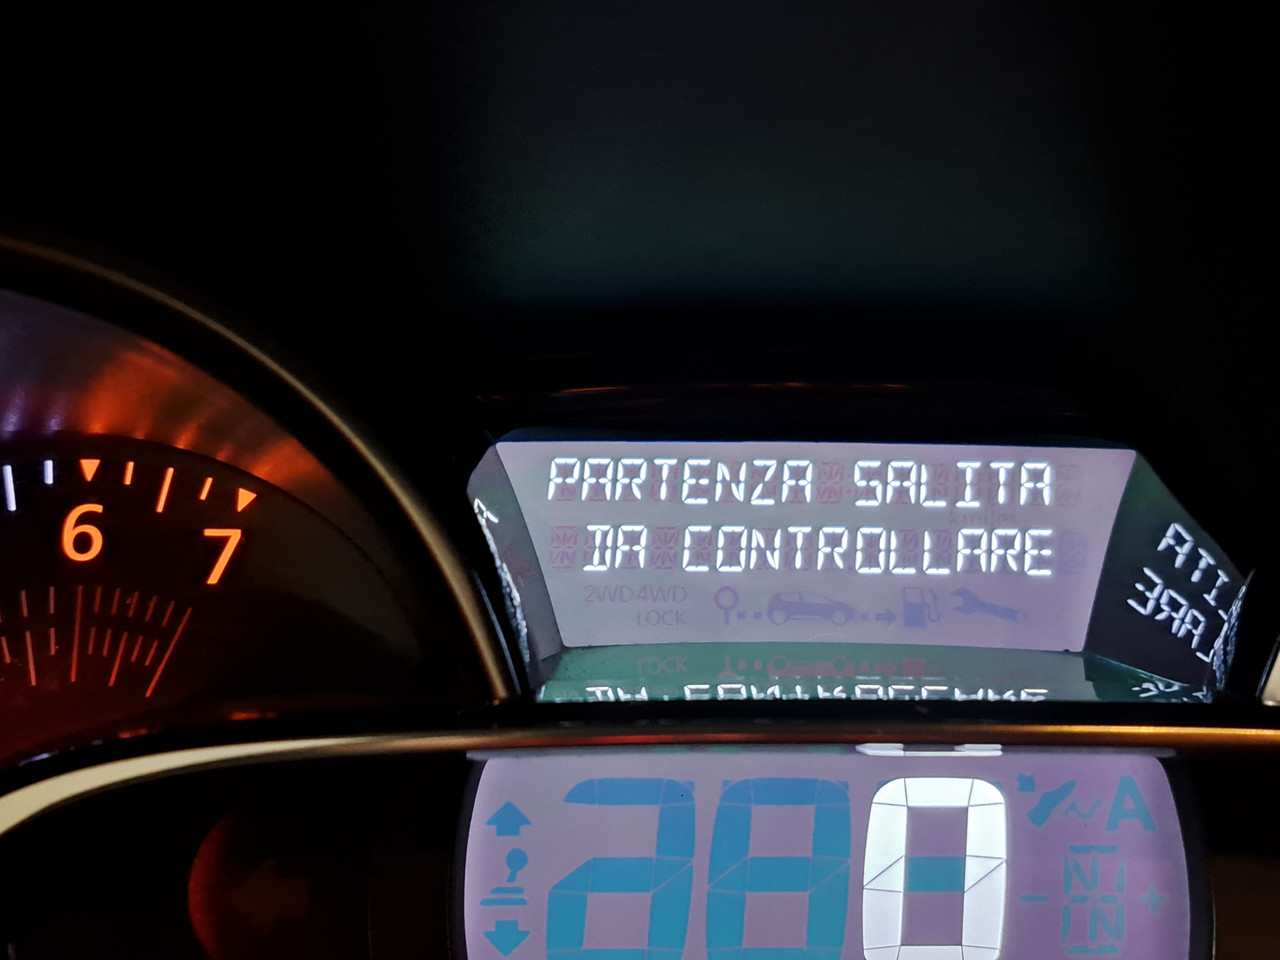 PARTENZA SALITA
DA CONTROLLARE
2WD 4WD
LOCK
6
7
0
A